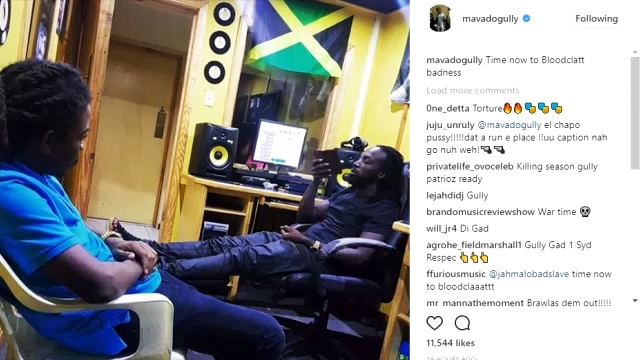 mavadogully
Following
mavadogully Time now to Bloodclatt
badness
Load more comments
0ne_detta Torture🔥🔥
juju_unruly @mavadogully el chapo
pussy!!!!!dat a run e place !!uu caption nah
go nuh weh!🔫🔫
privatelife_ovoceleb Killing season gully
patrioz ready
lejahdidj Gully
brandomusicreviewshow War time 💀
will_jr4 Di Gad
agrohe_fieldmarshall1 Gully Gad 1 Syd
Respec 👆👆👆
ffuriousmusic @jahmalobadslave time now
to bloodclaaattt
mr_mannathemoment Brawlas dem out!!!!!
11,544 likes
HOURS AGO